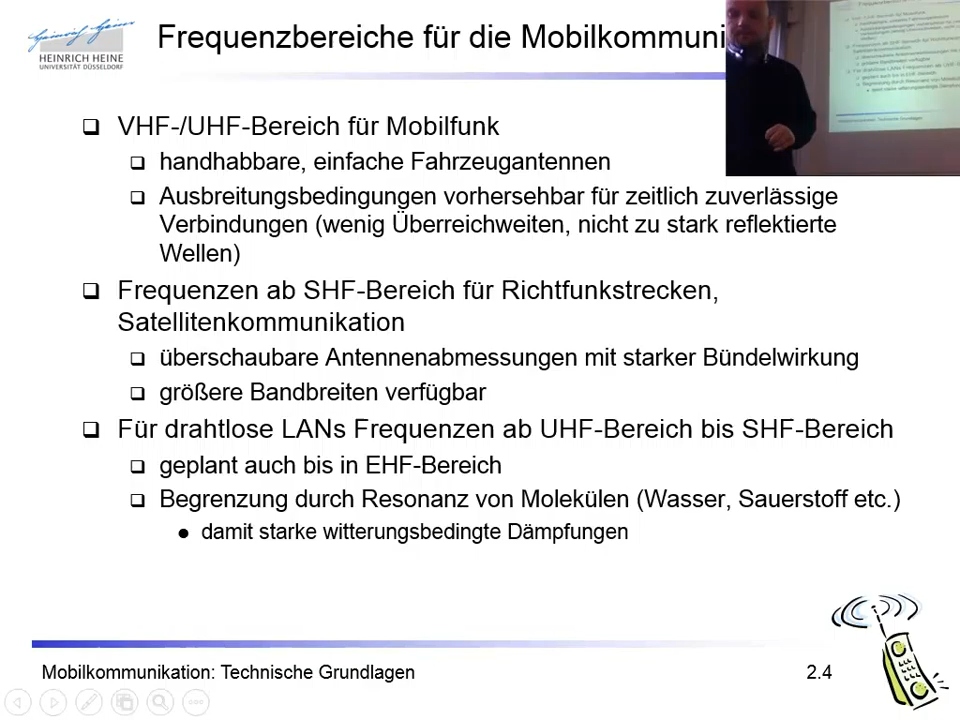 Heinrich Heine
HEINRICH HEINE
UNIVERSITÄT DÜSSELDORF
Frequenzbereiche für die Mobilkommuni
VHF-/UHF-Bereich für Mobilfunk
handhabbare, einfache Fahrzeugantennen
Ausbreitungsbedingungen vorhersehbar für zeitlich zuverlässige
Verbindungen (wenig Überreichweiten, nicht zu stark reflektierte
Wellen)
Frequenzen ab SHF-Bereich für Richtfunkstrecken,
Satellitenkommunikation
überschaubare Antennenabmessungen mit starker Bündelwirkung
größere Bandbreiten verfügbar
Für drahtlose LANs Frequenzen ab UHF-Bereich bis SHF-Bereich
geplant auch bis in EHF-Bereich
Begrenzung durch Resonanz von Molekülen (Wasser, Sauerstoff etc.)
damit starke witterungsbedingte Dämpfungen
Mobilkommunikation: Technische Grundlagen
2.4